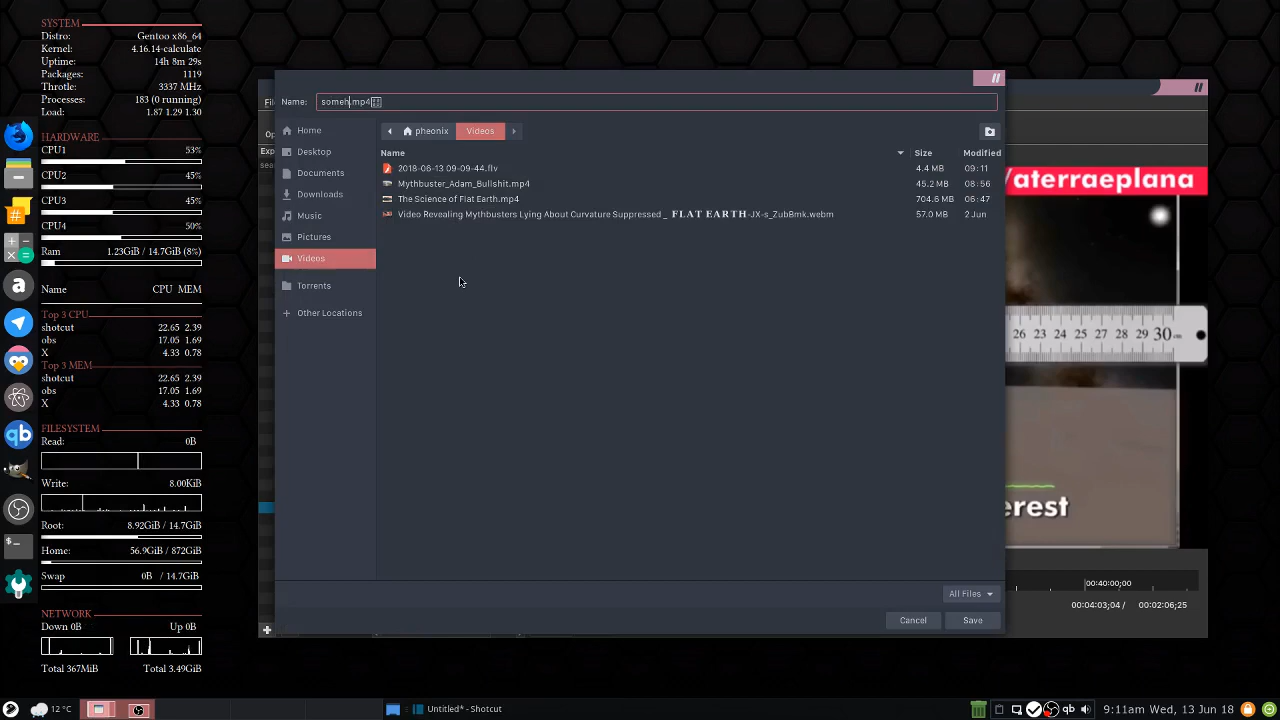 SYSTEM
Distro: Gentoo x86_64
Kernel: 4.16.14-calculate
Uptime: 14h 8m 29s
Packages: 1119
Throttle: 3337 MHz
Processes: 183 (0 running)
Load: 1.87 1.29 1.30
HARDWARE
CPU1 53%
CPU2 45%
CPU3 45%
CPU4 50%
Ram 1.23GiB / 14.7GiB (8%)
Name CPU MEM
Top 3 CPU
shotcut 22.65 2.39
obs 17.05 1.69
X 4.33 0.78
Top 3 MEM
shotcut 22.65 2.39
obs 17.05 1.69
X 4.33 0.78
FILESYSTEM
Read: 0B
Write: 8.00KiB
Root: 8.92GiB / 14.7GiB
Home: 56.9GiB / 872GiB
Swap 0B / 14.7GiB
NETWORK
Down 0B Up 0B
Total 367MiB Total 3.49GiB
Name: someh.mp4
Home
Desktop
Documents
Downloads
Music
Pictures
Videos
Torrents
Other Locations
pheonix Videos
Name Size Modified
2018-06-13 09-09-44.flv 4.4 MB 09:11
Mythbuster_Adam_Bullshit.mp4 45.2 MB 08:56
The Science of Flat Earth.mp4 704.6 MB 06:47
Video Revealing Mythbusters Lying About Curvature Suppressed _ 𝐅𝐋𝐀𝐓 𝐄𝐀𝐑𝐓𝐇-JX-s_ZubBmk.webm 57.0 MB 2 Jun
All Files
Cancel Save
/aterraeplana
26 23 24 25 27 28 29 30 cm
erest
00:40:00;00
00:04:03;04 / 00:02:06;25
12 °C
Untitled* - Shotcut
9:11am Wed, 13 Jun 18